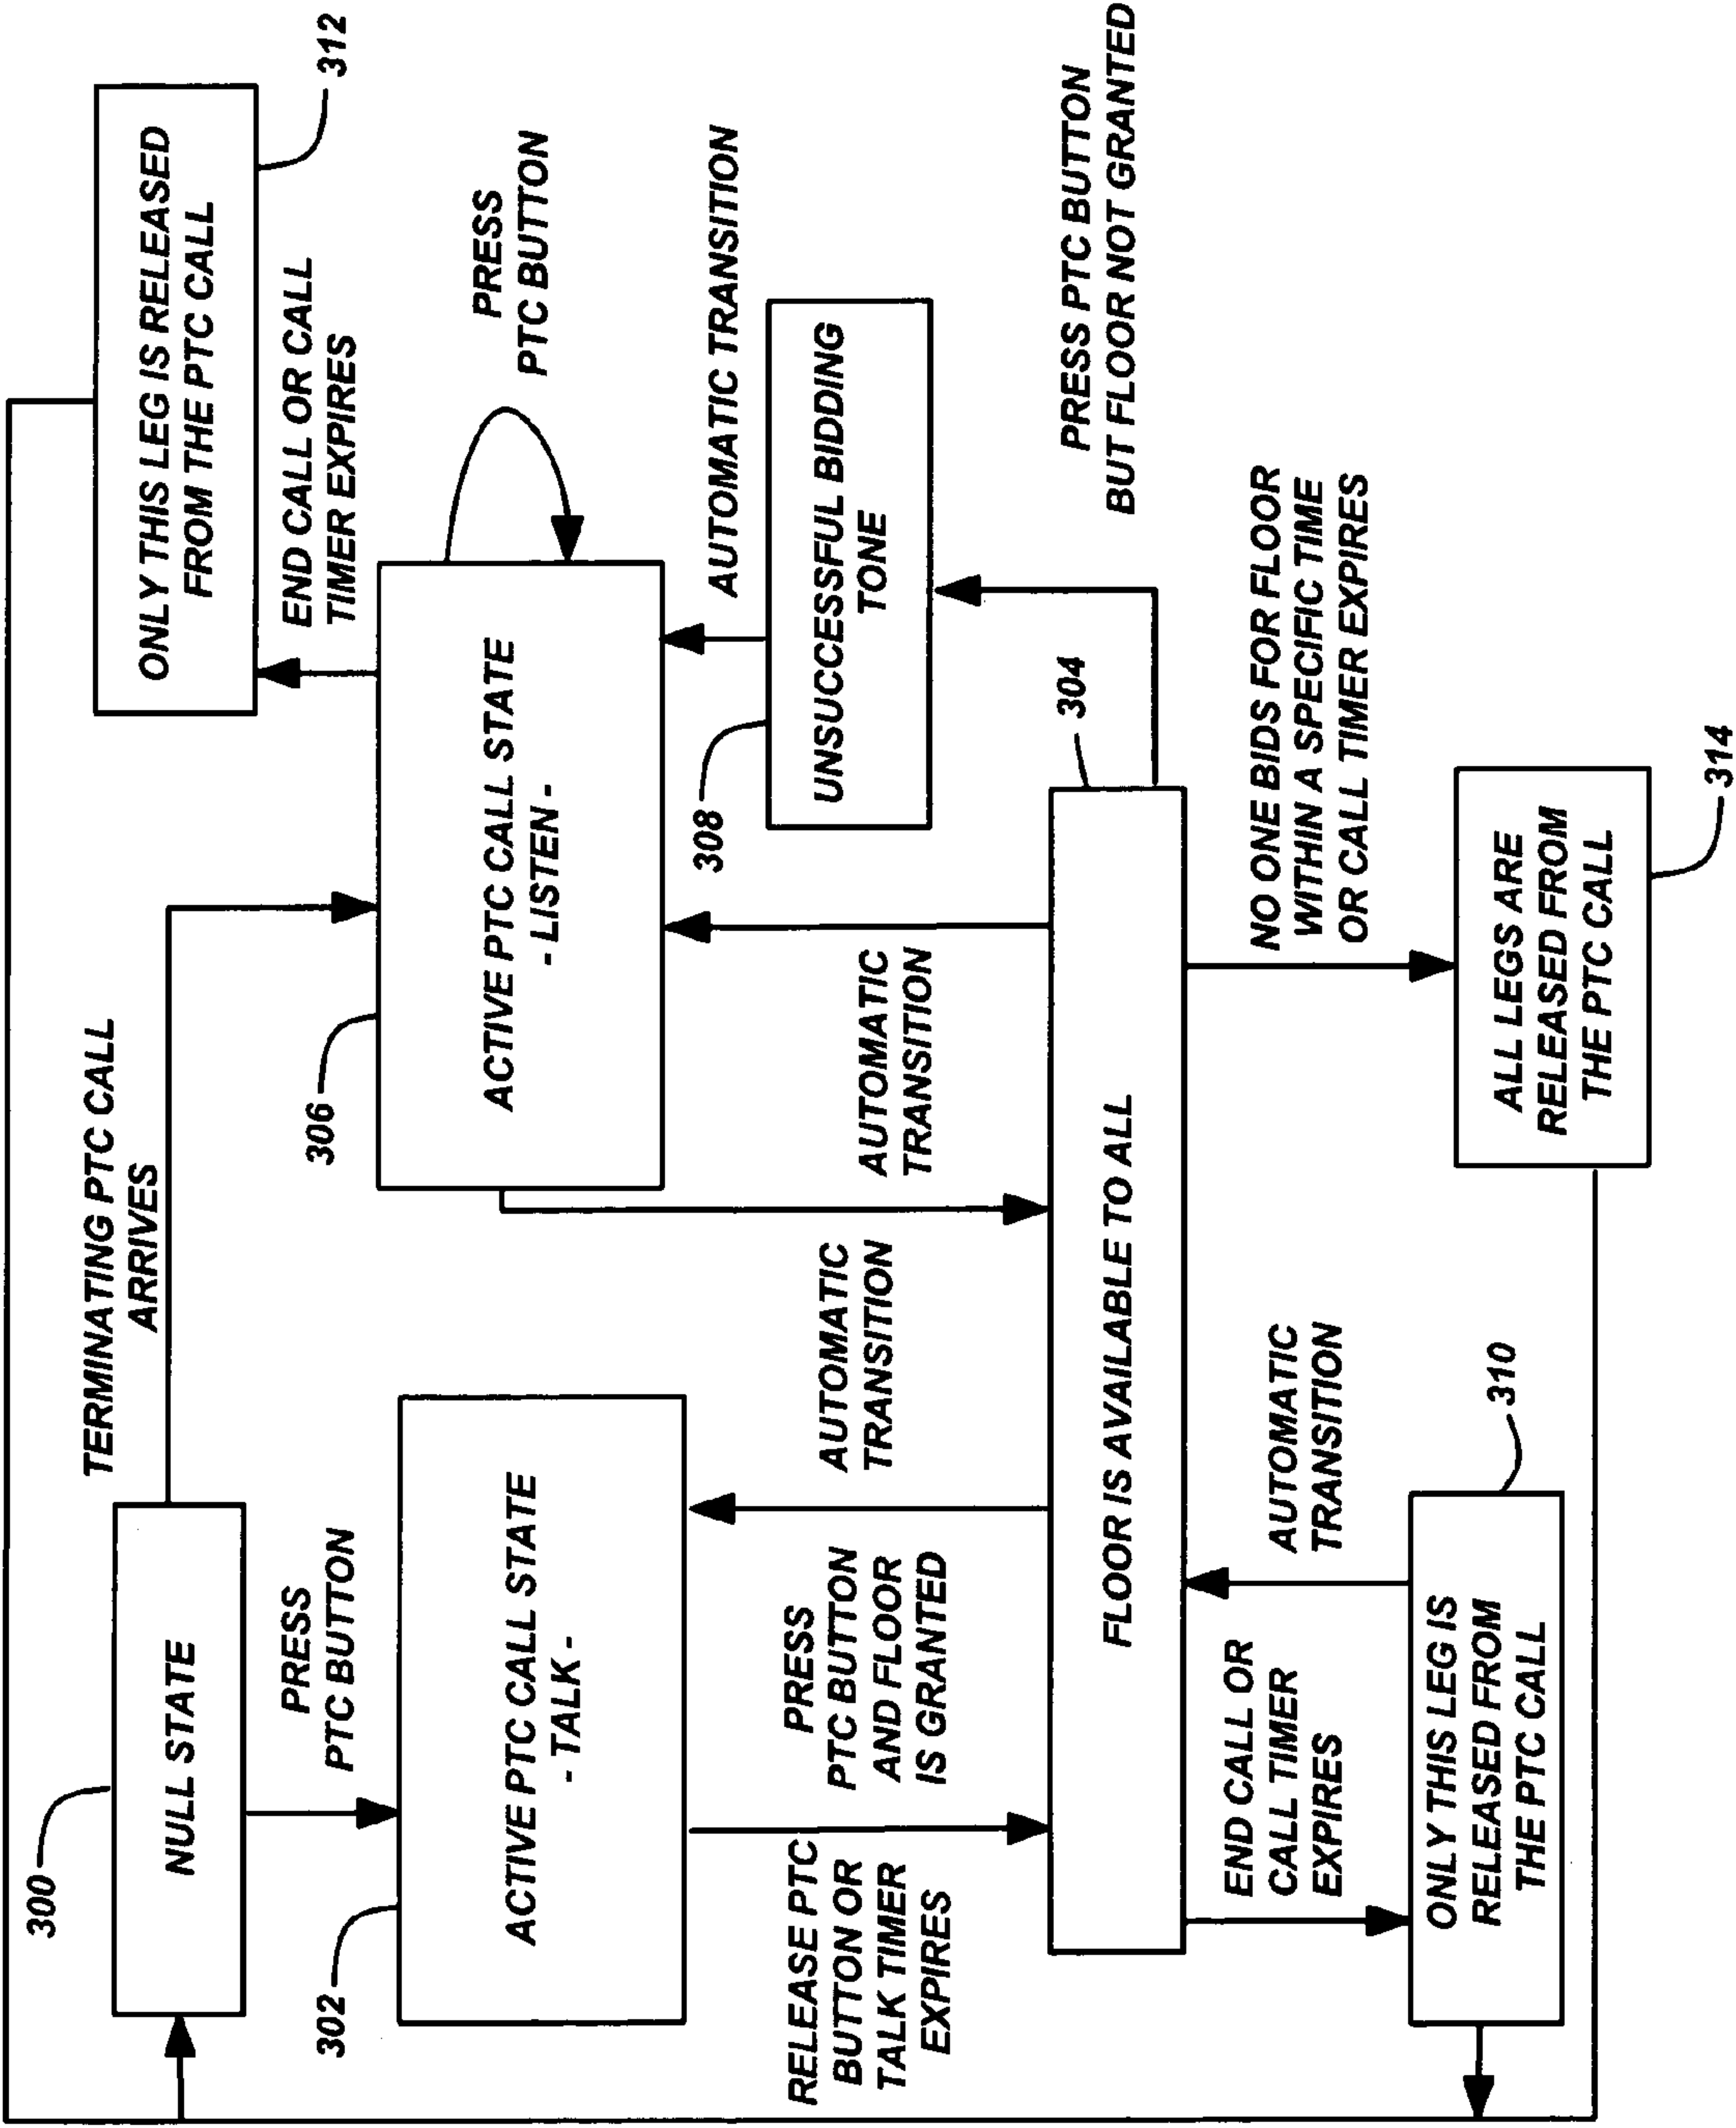 300
NULL STATE
TERMINATING PTC CALL
ARRIVES
ONLY THIS LEG IS RELEASED
FROM THE PTC CALL
312
PRESS
PTC BUTTON
END CALL OR CALL
TIMER EXPIRES
302
ACTIVE PTC CALL STATE
- TALK -
306
ACTIVE PTC CALL STATE
- LISTEN -
PRESS
PTC BUTTON
RELEASE PTC
BUTTON OR
TALK TIMER
EXPIRES
PRESS
PTC BUTTON
AND FLOOR
IS GRANTED
AUTOMATIC
TRANSITION
AUTOMATIC
TRANSITION
308
AUTOMATIC TRANSITION
UNSUCCESSFUL BIDDING
TONE
304
FLOOR IS AVAILABLE TO ALL
PRESS PTC BUTTON
BUT FLOOR NOT GRANTED
END CALL OR
CALL TIMER
EXPIRES
AUTOMATIC
TRANSITION
NO ONE BIDS FOR FLOOR
WITHIN A SPECIFIC TIME
OR CALL TIMER EXPIRES
310
ONLY THIS LEG IS
RELEASED FROM
THE PTC CALL
ALL LEGS ARE
RELEASED FROM
THE PTC CALL
314